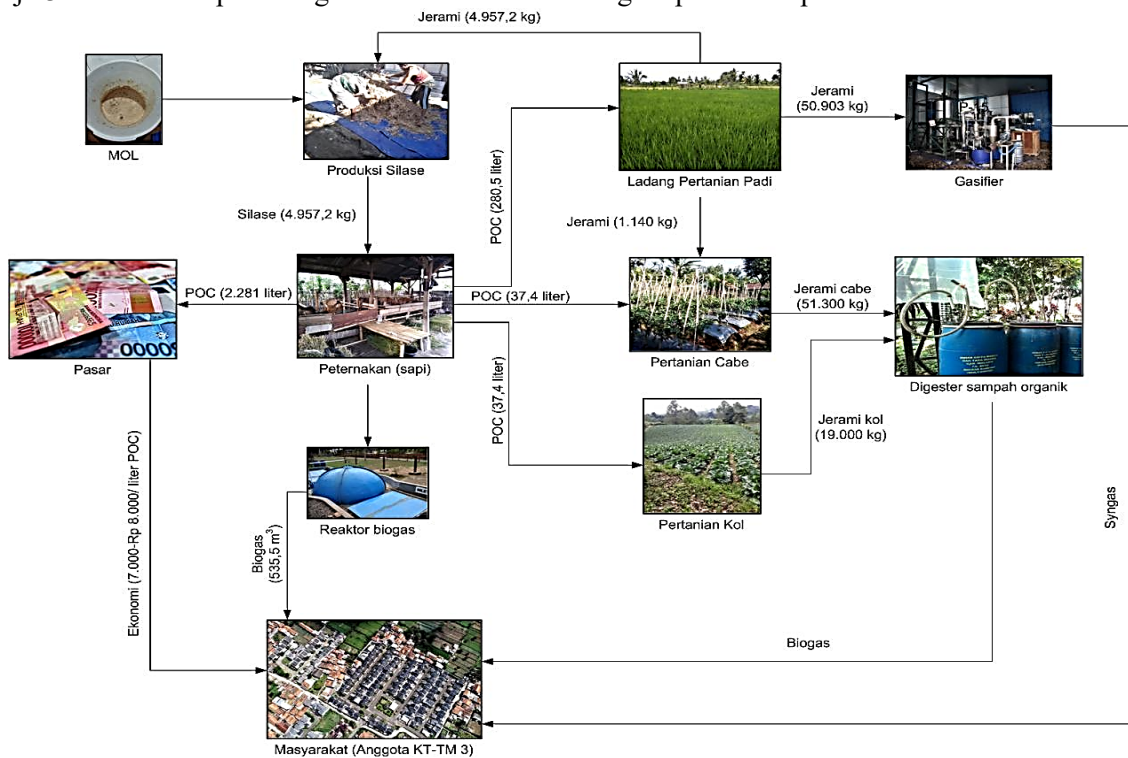 Jerami (4.957,2 kg)
MOL
Produksi Silase
POC (280,5 liter)
Ladang Pertanian Padi
Jerami
(50.903 kg)
Gasifier
Silase (4.957,2 kg)
Jerami (1.140 kg)
POC (2.281 liter)
POC (37,4 liter)
Jerami cabe
(51.300 kg)
Pasar
Peternakan (sapi)
Pertanian Cabe
Digester sampah organik
POC (37,4 liter)
Jerami kol
(19.000 kg)
Reaktor biogas
Pertanian Kol
Syngas
Ekonomi (7.000-Rp 8.000/ liter POC)
Biogas
(535,5 m³)
Biogas
Masyarakat (Anggota KT-TM 3)